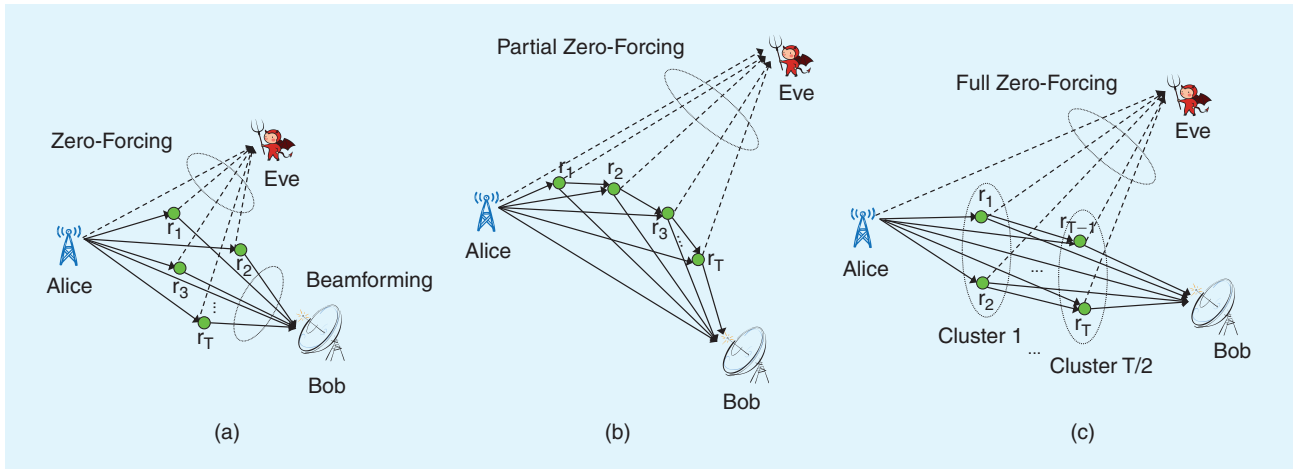 Zero-Forcing
Eve
r1
r2
r3
...
rT
Alice
Beamforming
Bob
(a)
Partial Zero-Forcing
Eve
r1
r2
r3
...
rT
Alice
Bob
(b)
Full Zero-Forcing
Eve
r1
rT−1
...
r2
rT
Alice
Cluster 1
...
Cluster T/2
Bob
(c)